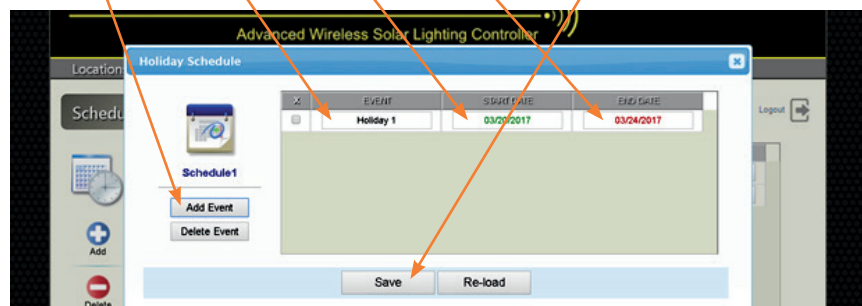 Advanced Wireless Solar Lighting Controller
Location
Holiday Schedule
Schedu
X EVENT START DATE END DATE
Holiday 1 03/20/2017 03/24/2017
Logout
Schedule1
Add Event
Delete Event
Add
Save Re-load
Delete